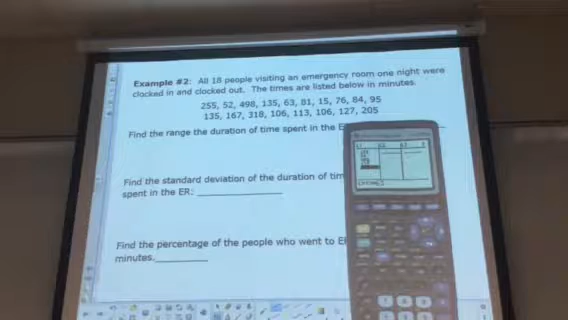 Example #2: All 18 people visiting an emergency room one night were
clocked in and clocked out. The times are listed below in minutes.
255, 52, 498, 135, 63, 81, 15, 76, 84, 95
135, 167, 318, 106, 113, 106, 127, 205
Find the range the duration of time spent in the E
Find the standard deviation of the duration of tim
spent in the ER:
Find the percentage of the people who went to E
minutes.
L1 L2 L3